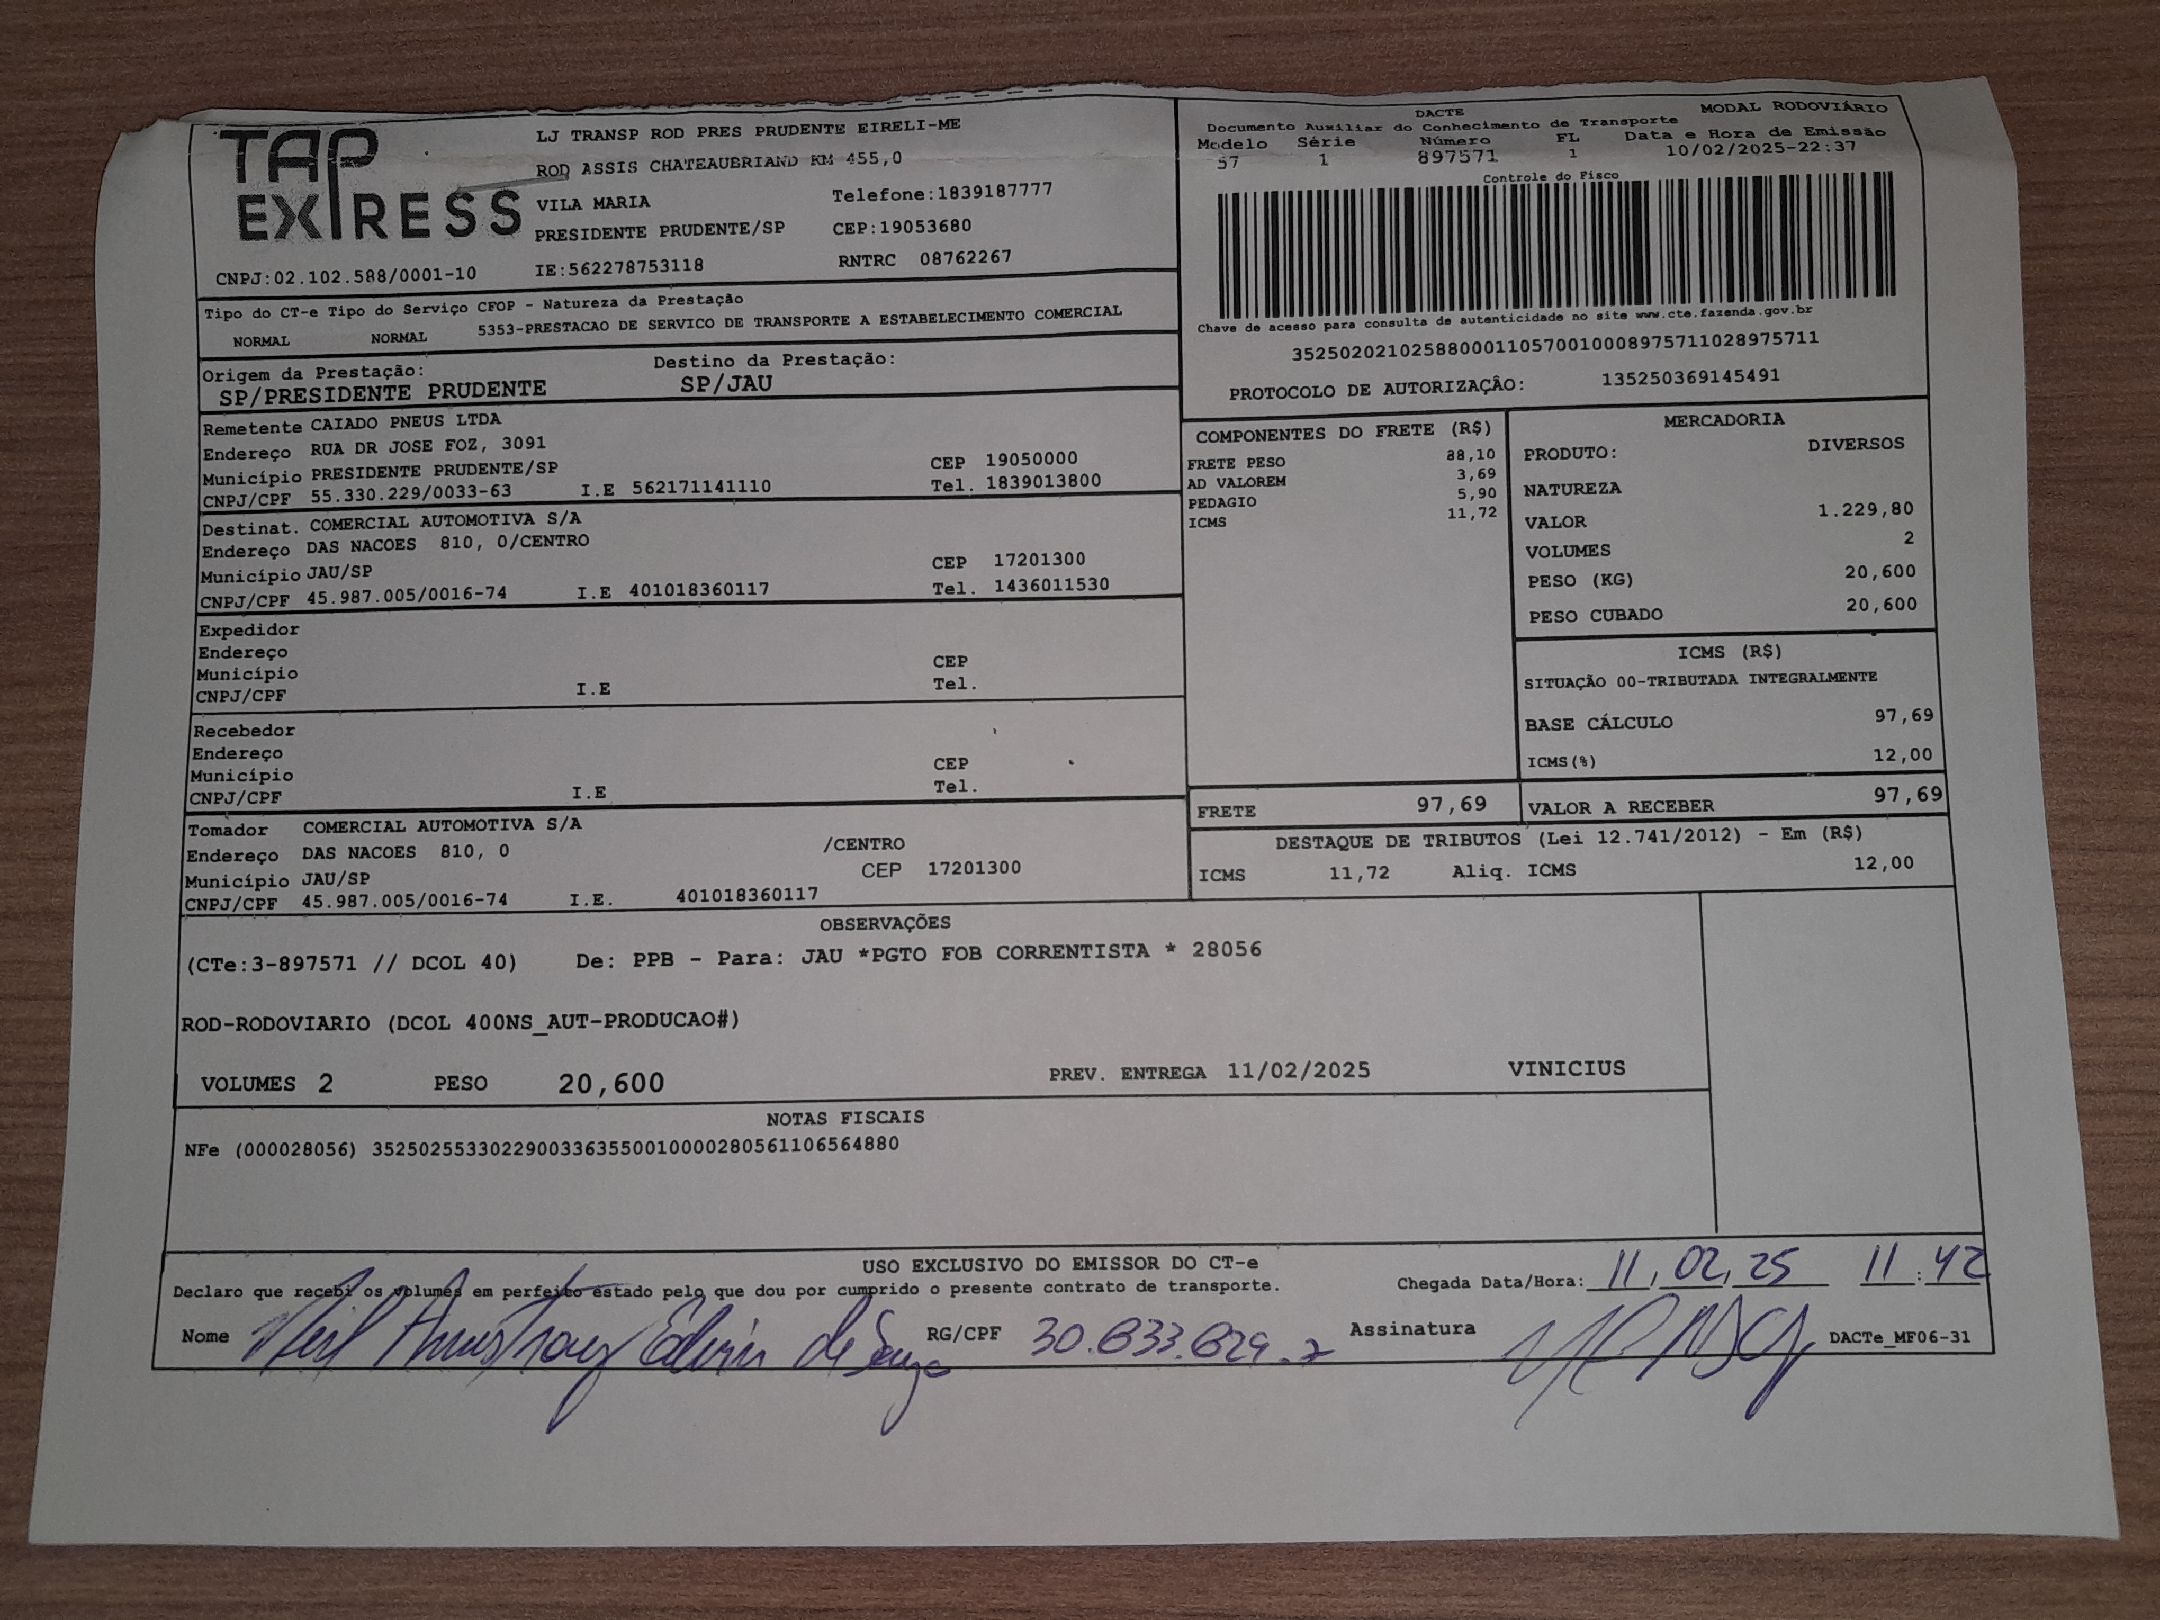 TAP
EXPRESS
CNPJ:02.102.588/0001-10
LJ TRANSP ROD PRES PRUDENTE EIRELI-ME
ROD ASSIS CHATEAUBRIAND KM 455,0
VILA MARIA Telefone:1839187777
PRESIDENTE PRUDENTE/SP CEP:19053680
IE:562278753118 RNTRC 08762267
DACTE MODAL RODOVIÁRIO
Documento Auxiliar do Conhecimento de Transporte
Modelo Série Número FL Data e Hora de Emissão
57 1 897571 1 10/02/2025-22:37
Controle do Fisco
Chave de acesso para consulta de autenticidade no site www.cte.fazenda.gov.br
35250202102588000110570010008975711028975711
PROTOCOLO DE AUTORIZAÇÂO: 135250369145491
Tipo do CT-e Tipo do Serviço CFOP - Natureza da Prestação
NORMAL NORMAL 5353-PRESTACAO DE SERVICO DE TRANSPORTE A ESTABELECIMENTO COMERCIAL
Origem da Prestação: Destino da Prestação:
SP/PRESIDENTE PRUDENTE SP/JAU
Remetente CAIADO PNEUS LTDA
Endereço RUA DR JOSE FOZ, 3091
Município PRESIDENTE PRUDENTE/SP CEP 19050000
CNPJ/CPF 55.330.229/0033-63 I.E 562171141110 Tel. 1839013800
Destinat. COMERCIAL AUTOMOTIVA S/A
Endereço DAS NACOES 810, 0/CENTRO
Município JAU/SP CEP 17201300
CNPJ/CPF 45.987.005/0016-74 I.E 401018360117 Tel. 1436011530
Expedidor
Endereço
Município CEP
CNPJ/CPF I.E Tel.
Recebedor
Endereço
Município CEP
CNPJ/CPF I.E Tel.
Tomador COMERCIAL AUTOMOTIVA S/A
Endereço DAS NACOES 810, 0 /CENTRO
Município JAU/SP CEP 17201300
CNPJ/CPF 45.987.005/0016-74 I.E. 401018360117
COMPONENTES DO FRETE (R$)
FRETE PESO 88,10
AD VALOREM 3,69
PEDAGIO 5,90
ICMS 11,72
MERCADORIA
PRODUTO: DIVERSOS
NATUREZA
VALOR 1.229,80
VOLUMES 2
PESO (KG) 20,600
PESO CUBADO 20,600
ICMS (R$)
SITUAÇÃO 00-TRIBUTADA INTEGRALMENTE
BASE CÁLCULO 97,69
ICMS(%) 12,00
FRETE 97,69 VALOR A RECEBER 97,69
DESTAQUE DE TRIBUTOS (Lei 12.741/2012) - Em (R$)
ICMS 11,72 Aliq. ICMS 12,00
OBSERVAÇÕES
(CTe:3-897571 // DCOL 40) De: PPB - Para: JAU *PGTO FOB CORRENTISTA * 28056
ROD-RODOVIARIO (DCOL 400NS_AUT-PRODUCAO#)
VOLUMES 2 PESO 20,600 PREV. ENTREGA 11/02/2025 VINICIUS
NOTAS FISCAIS
NFe (000028056) 35250255330229003363550010000280561106564880
USO EXCLUSIVO DO EMISSOR DO CT-e
Declaro que recebi os volumes em perfeito estado pelo que dou por cumprido o presente contrato de transporte. Chegada Data/Hora: 11,02,25 11:42
Nome Neil Armstrong Edwin de Souza RG/CPF Assinatura DACTe_MF06-31